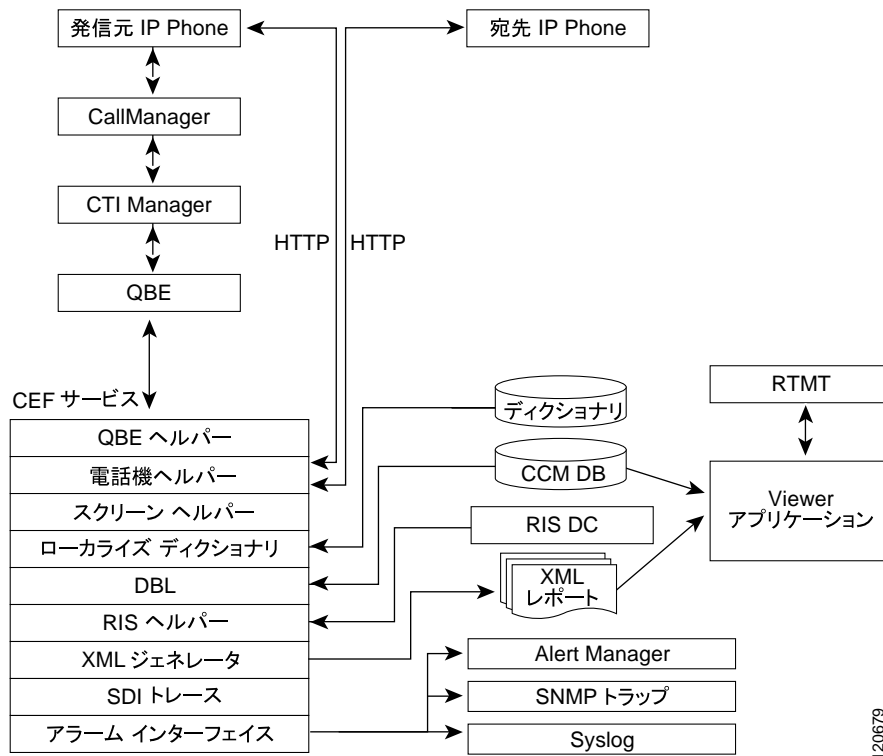 発信元 IP Phone
宛先 IP Phone
CallManager
CTI Manager
HTTP
HTTP
QBE
CEF サービス
QBE ヘルパー
電話機ヘルパー
スクリーン ヘルパー
ローカライズ ディクショナリ
DBL
RIS ヘルパー
XML ジェネレータ
SDI トレース
アラーム インターフェイス
ディクショナリ
CCM DB
RIS DC
XML
レポート
Alert Manager
SNMP トラップ
Syslog
RTMT
Viewer
アプリケーション
120679